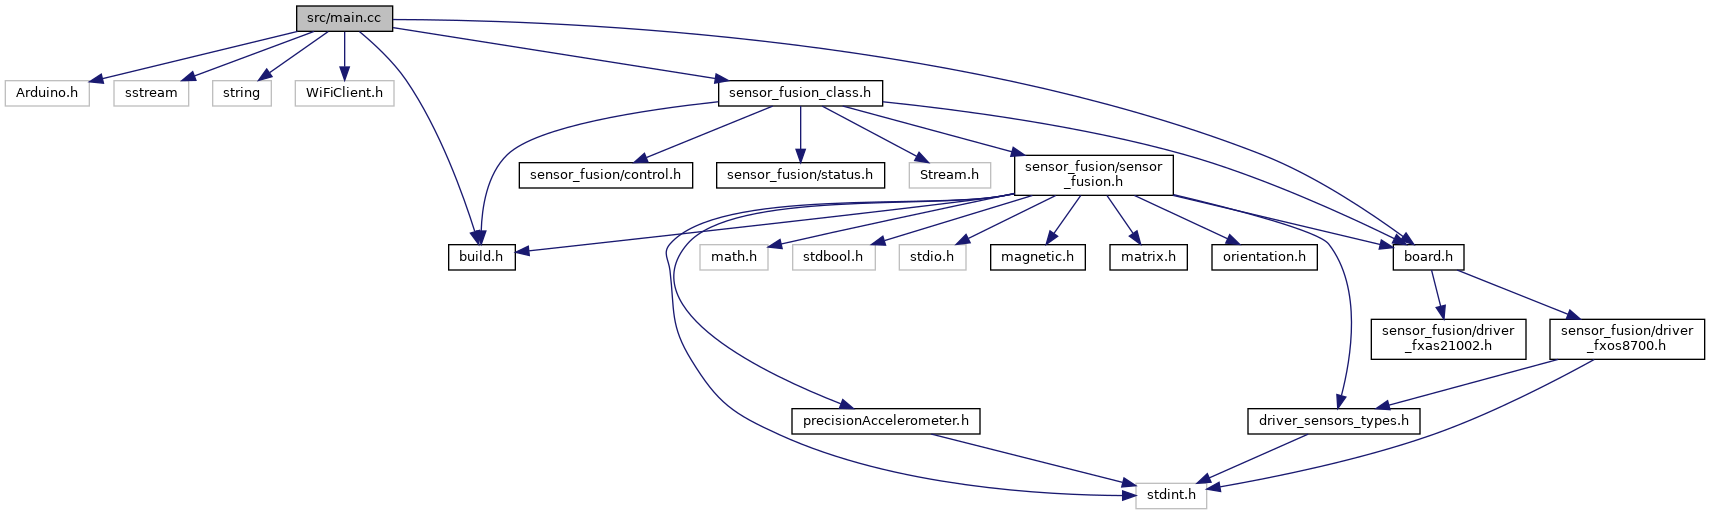 src/main.cc
Arduino.h
sstream
string
WiFiClient.h
sensor_fusion_class.h
sensor_fusion/control.h
sensor_fusion/status.h
Stream.h
sensor_fusion/sensor
_fusion.h
build.h
math.h
stdbool.h
stdio.h
magnetic.h
matrix.h
orientation.h
board.h
sensor_fusion/driver
_fxas21002.h
sensor_fusion/driver
_fxos8700.h
precisionAccelerometer.h
driver_sensors_types.h
stdint.h